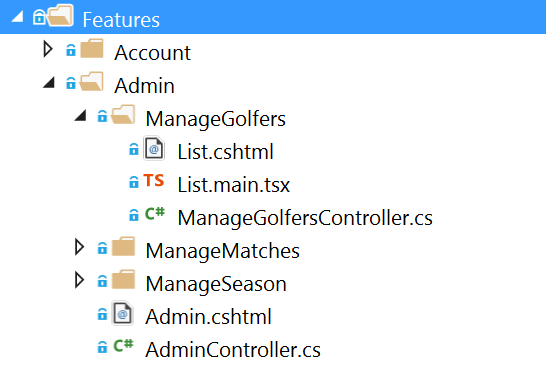 Features
Account
Admin
ManageGolfers
List.cshtml
TS List.main.tsx
C# ManageGolfersController.cs
ManageMatches
ManageSeason
Admin.cshtml
C# AdminController.cs